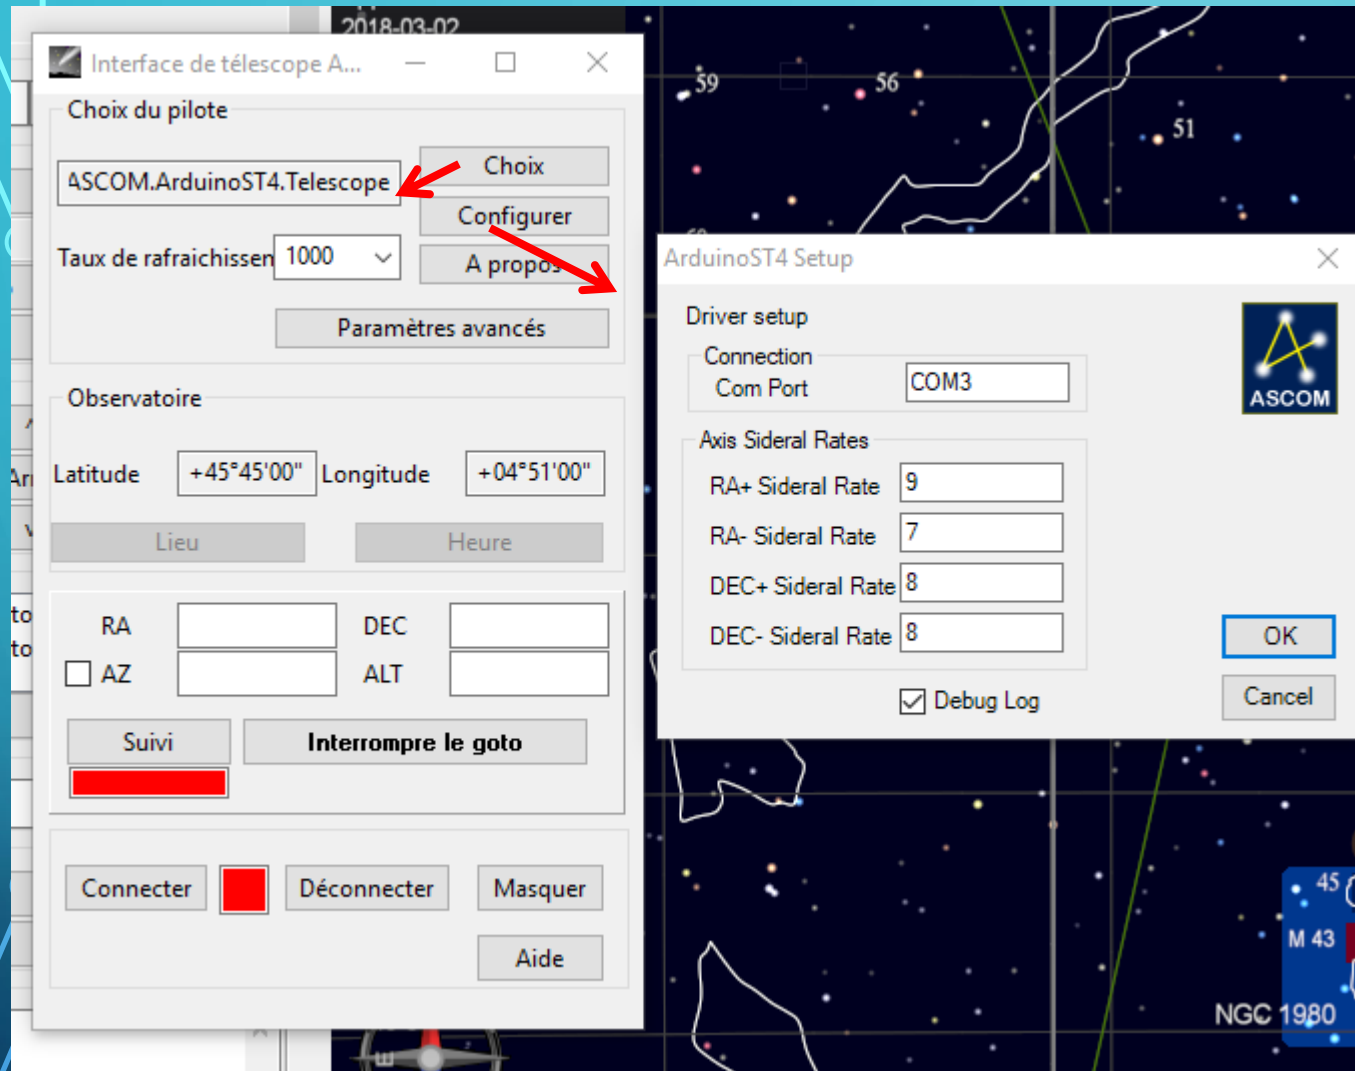 2018-03-02
Interface de télescope A...
Choix du pilote
ASCOM.ArduinoST4.Telescope
Choix
Configurer
Taux de rafraichissen
1000
A propos
Paramètres avancés
Observatoire
Latitude
+45°45'00"
Longitude
+04°51'00"
Lieu
Heure
RA
DEC
AZ
ALT
Suivi
Interrompre le goto
Connecter
Déconnecter
Masquer
Aide
59
56
51
ArduinoST4 Setup
Driver setup
Connection
Com Port
COM3
ASCOM
Axis Sideral Rates
RA+ Sideral Rate
9
RA- Sideral Rate
7
DEC+ Sideral Rate
8
DEC- Sideral Rate
8
OK
Debug Log
Cancel
45
M 43
NGC 1980
E